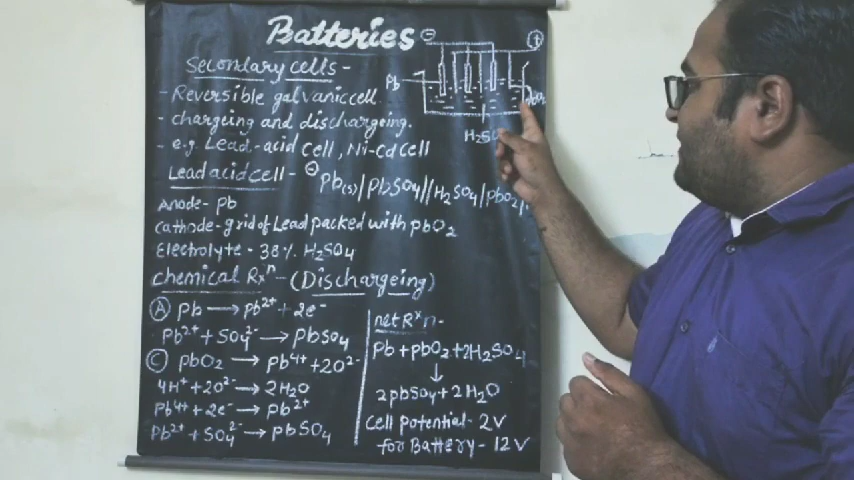 Batteries
Secondary cells -
- Reversible galvanic cell.
- chargeing and dischargeing.
- e.g. Lead-acid cell, Ni-Cd cell
⊖
⊕
Pb
Lead acid cell - ⊖ Pb(s)/PbSO4//H2SO4/PbO2/
Anode - Pb
Cathode - grid of Lead packed with PbO2
Electrolyte - 38% H2SO4
chemical Rxⁿ - (Dischargeing)
Ⓐ Pb → Pb²⁺ + 2e⁻
Pb²⁺ + SO4²⁻ → PbSO4
Ⓒ PbO2 → Pb⁴⁺ + 2O²⁻
4H⁺ + 2O²⁻ → 2H2O
Pb⁴⁺ + 2e⁻ → Pb²⁺
Pb²⁺ + SO4²⁻ → PbSO4
net Rxn -
Pb + PbO2 + 2H2SO4
↓
2PbSO4 + 2H2O
Cell potential - 2V
for Battery - 12V